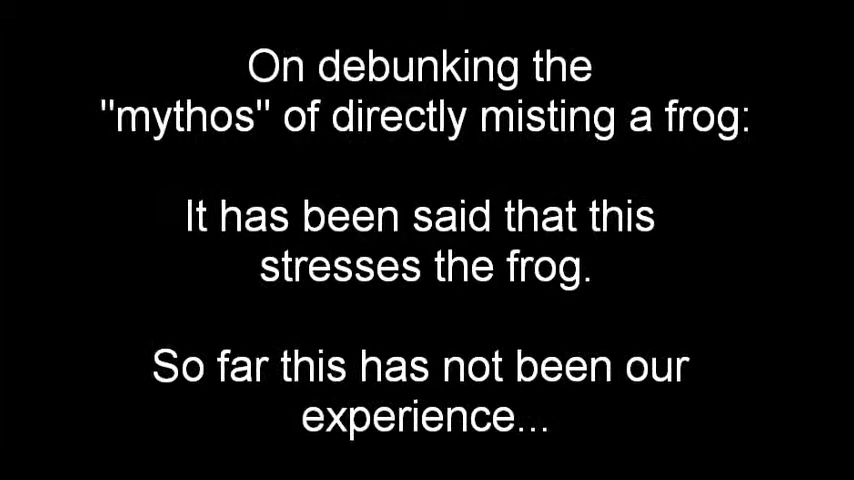 On debunking the
"mythos" of directly misting a frog:
It has been said that this
stresses the frog.
So far this has not been our
experience...